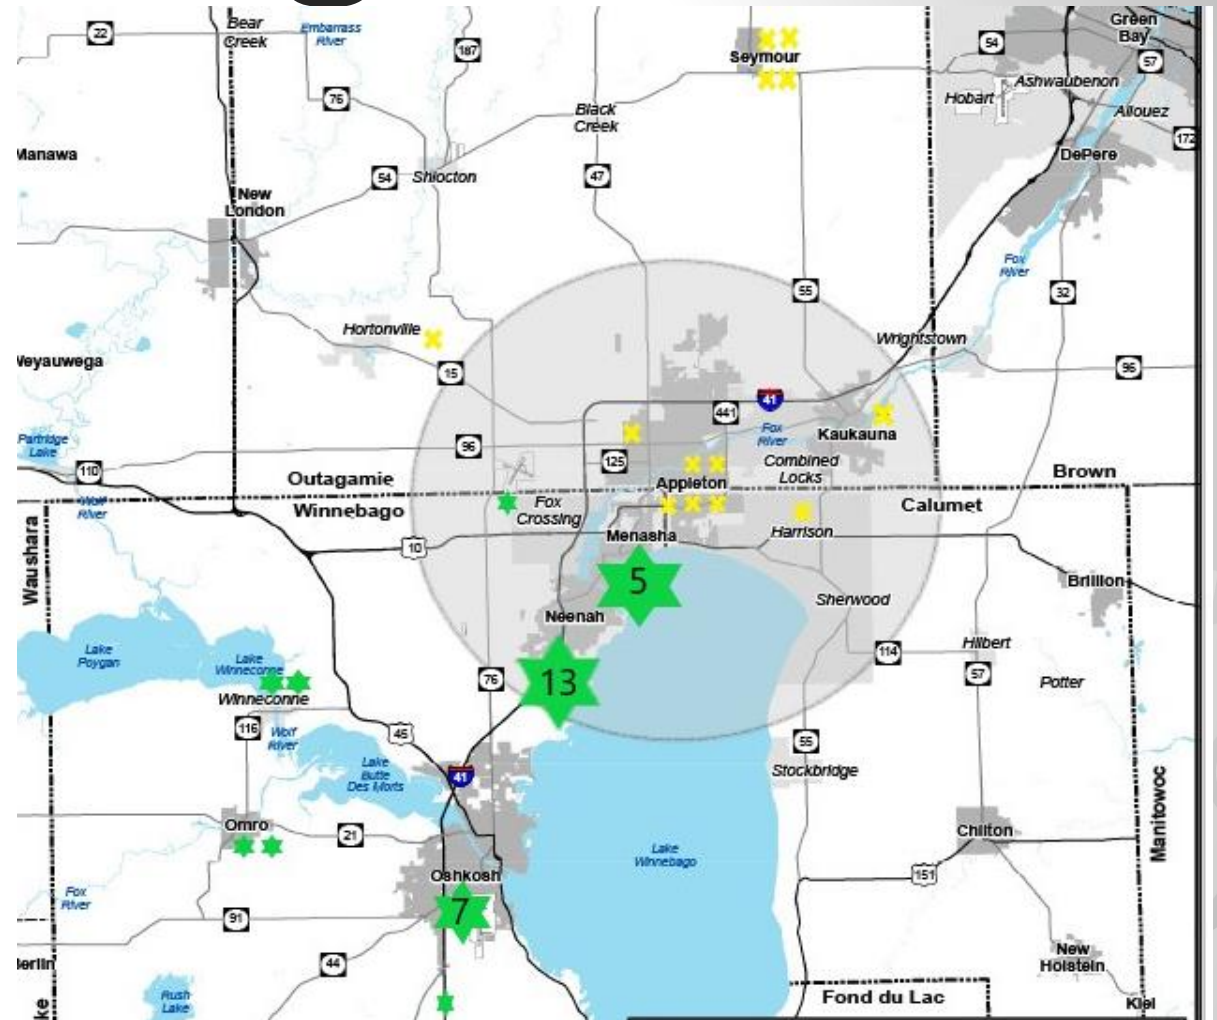 22
Bear
Creek
Embarrass
River
187
Seymour
54
Green
Bay
57
76
Black
Creek
Hobart
Ashwaubenon
Allouez
172
Manawa
DePere
54
Shiocton
47
New
London
Fox
River
55
32
Hortonville
Wrightstown
Weyauwega
15
96
41
441
Fox
River
Kaukauna
Partridge
Lake
96
125
Combined
Locks
110
Outagamie
Appleton
Brown
Wolf
River
Winnebago
Fox
Crossing
Calumet
Harrison
Menasha
10
Waushara
5
Brillion
Sherwood
Neenah
Lake
Poygan
Lake
Winneconne
114
Hilbert
76
13
57
Potter
Winneconne
116
Wolf
River
45
55
Lake
Butte
Des Morts
41
Stockbridge
Manitowoc
Omro
21
Chilton
Lake
Winnebago
Oshkosh
151
Fox
River
91
7
44
New
Holstein
Rush
Lake
Fond du Lac
Kiel